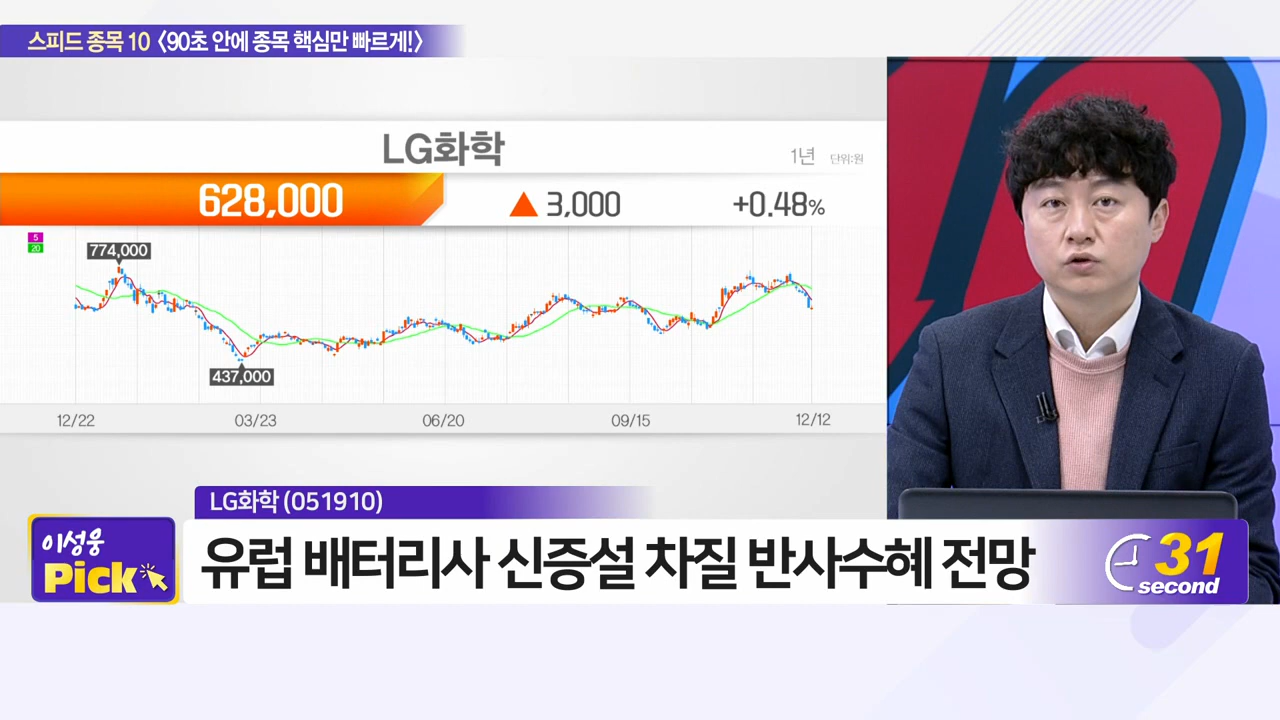 스피드 종목 10 〈90초 안에 종목 핵심만 빠르게!〉
LG화학
1년 단위:원
628,000 ▲ 3,000 +0.48%
5
20
774,000
437,000
12/22 03/23 06/20 09/15 12/12
LG화학 (051910)
이성웅
Pick
유럽 배터리사 신증설 차질 반사수혜 전망
31
second